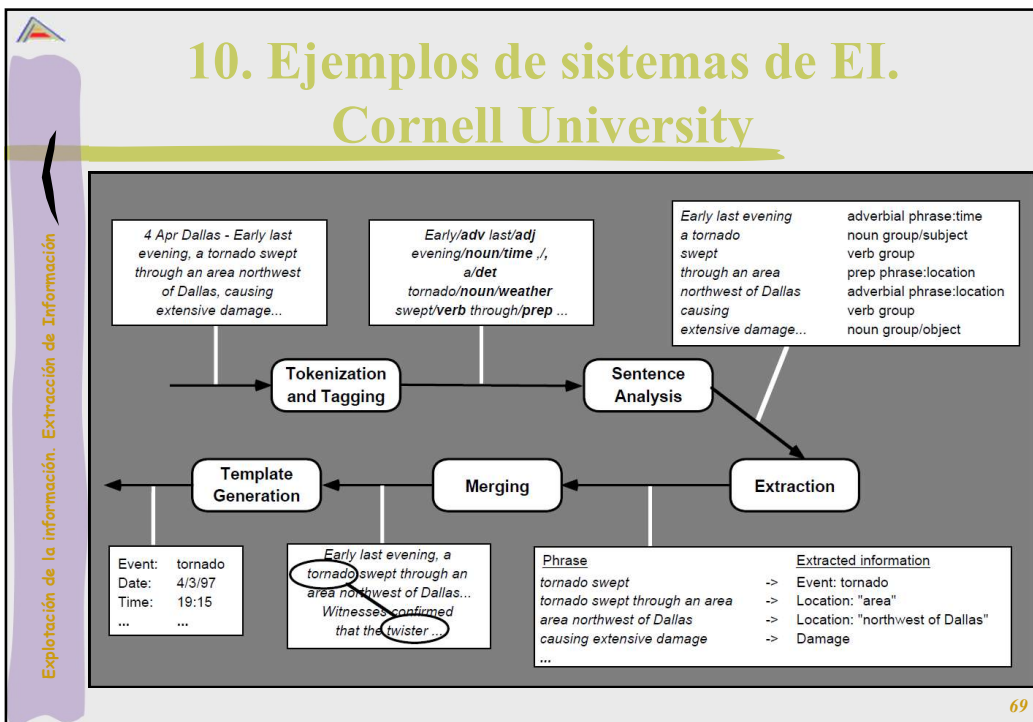 10. Ejemplos de sistemas de EI.
Cornell University
Explotación de la información. Extracción de Información
4 Apr Dallas - Early last
evening, a tornado swept
through an area northwest
of Dallas, causing
extensive damage...
Early/adv last/adj
evening/noun/time ,/,
a/det
tornado/noun/weather
swept/verb through/prep ...
Early last evening adverbial phrase:time
a tornado noun group/subject
swept verb group
through an area prep phrase:location
northwest of Dallas adverbial phrase:location
causing verb group
extensive damage... noun group/object
Tokenization
and Tagging
Sentence
Analysis
Extraction
Merging
Template
Generation
Event: tornado
Date: 4/3/97
Time: 19:15
... ...
Early last evening, a
tornado swept through an
area northwest of Dallas...
Witnesses confirmed
that the twister ...
Phrase Extracted information
tornado swept -> Event: tornado
tornado swept through an area -> Location: "area"
area northwest of Dallas -> Location: "northwest of Dallas"
causing extensive damage -> Damage
...
69